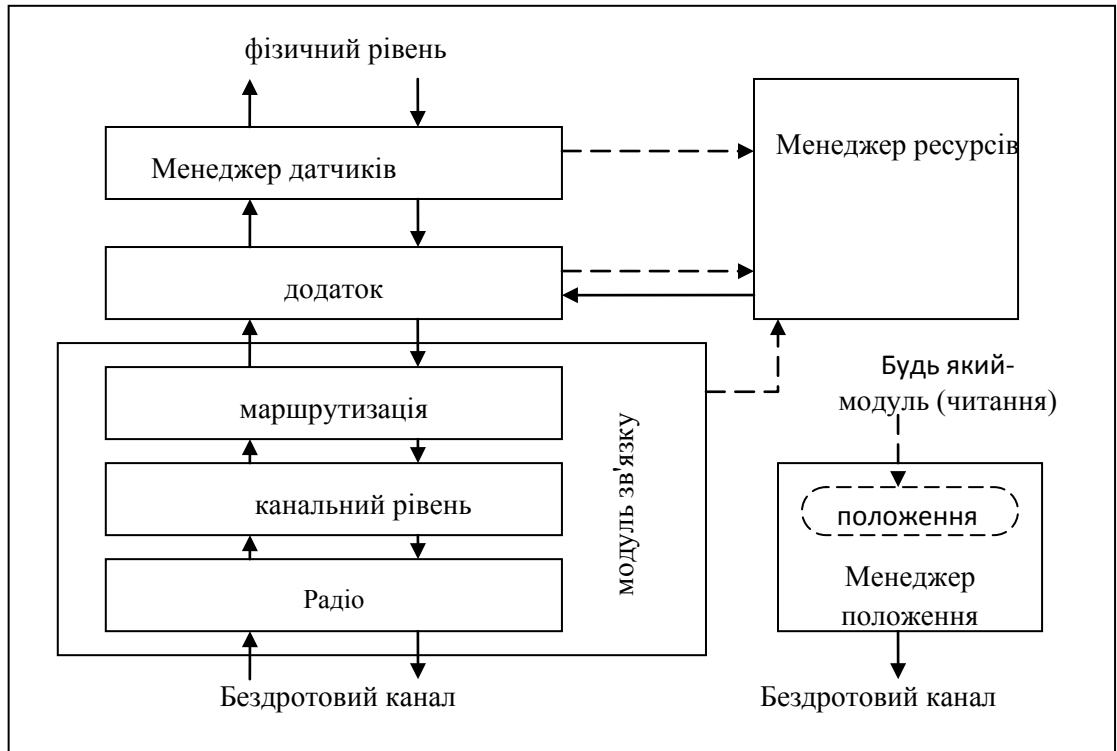 фізичний рівень
Менеджер датчиків
додаток
маршрутизація
канальний рівень
Радіо
модуль зв'язку
Бездротовий канал
Менеджер ресурсів
Будь який-
модуль (читання)
положення
Менеджер
положення
Бездротовий канал